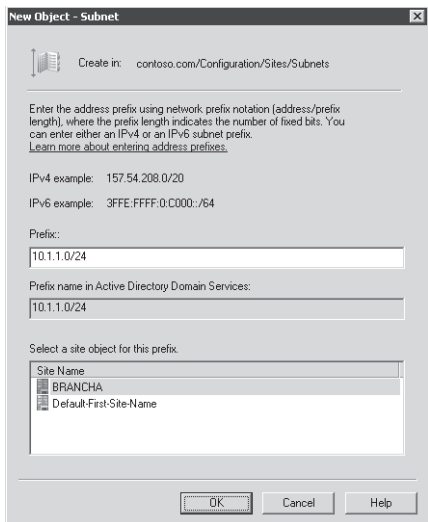 New Object - Subnet
Create in: contoso.com/Configuration/Sites/Subnets
Enter the address prefix using network prefix notation (address/prefix
length), where the prefix length indicates the number of fixed bits. You
can enter either an IPv4 or an IPv6 subnet prefix.
Learn more about entering address prefixes.
IPv4 example: 157.54.208.0/20
IPv6 example: 3FFE:FFFF:0:C000::/64
Prefix::
10.1.1.0/24
Prefix name in Active Directory Domain Services:
10.1.1.0/24
Select a site object for this prefix.
Site Name
BRANCHA
Default-First-Site-Name
OK Cancel Help